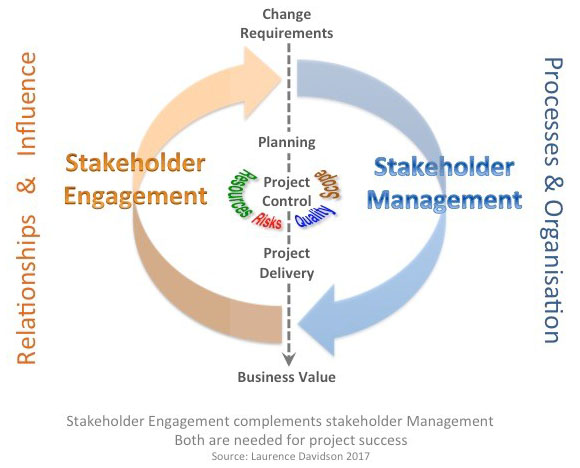 Change
Requirements
Relationships & Influence
Processes & Organisation
Planning
Stakeholder
Engagement
Stakeholder
Management
Project
Control
Resources
Risks
Quality
Scope
Project
Delivery
Business Value
Stakeholder Engagement complements stakeholder Management
Both are needed for project success
Source: Laurence Davidson 2017